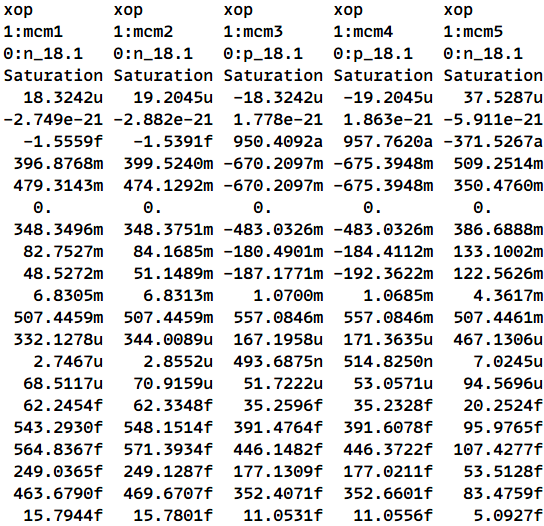 xop xop xop xop xop
1:mcm1 1:mcm2 1:mcm3 1:mcm4 1:mcm5
0:n_18.1 0:n_18.1 0:p_18.1 0:p_18.1 0:n_18.1
Saturation Saturation Saturation Saturation Saturation
18.3242u 19.2045u -18.3242u -19.2045u 37.5287u
-2.749e-21 -2.882e-21 1.778e-21 1.863e-21 -5.911e-21
-1.5559f -1.5391f 950.4092a 957.7620a -371.5267a
396.8768m 399.5240m -670.2097m -675.3948m 509.2514m
479.3143m 474.1292m -670.2097m -675.3948m 350.4760m
0. 0. 0. 0. 0.
348.3496m 348.3751m -483.0326m -483.0326m 386.6888m
82.7527m 84.1685m -180.4901m -184.4112m 133.1002m
48.5272m 51.1489m -187.1771m -192.3622m 122.5626m
6.8305m 6.8313m 1.0700m 1.0685m 4.3617m
507.4459m 507.4459m 557.0846m 557.0846m 507.4461m
332.1278u 344.0089u 167.1958u 171.3635u 467.1306u
2.7467u 2.8552u 493.6875n 514.8250n 7.0245u
68.5117u 70.9159u 51.7222u 53.0571u 94.5696u
62.2454f 62.3348f 35.2596f 35.2328f 20.2524f
543.2930f 548.1514f 391.4764f 391.6078f 95.9765f
564.8367f 571.3934f 446.1482f 446.3722f 107.4277f
249.0365f 249.1287f 177.1309f 177.0211f 53.5128f
463.6790f 469.6707f 352.4071f 352.6601f 83.4759f
15.7944f 15.7801f 11.0531f 11.0556f 5.0927f